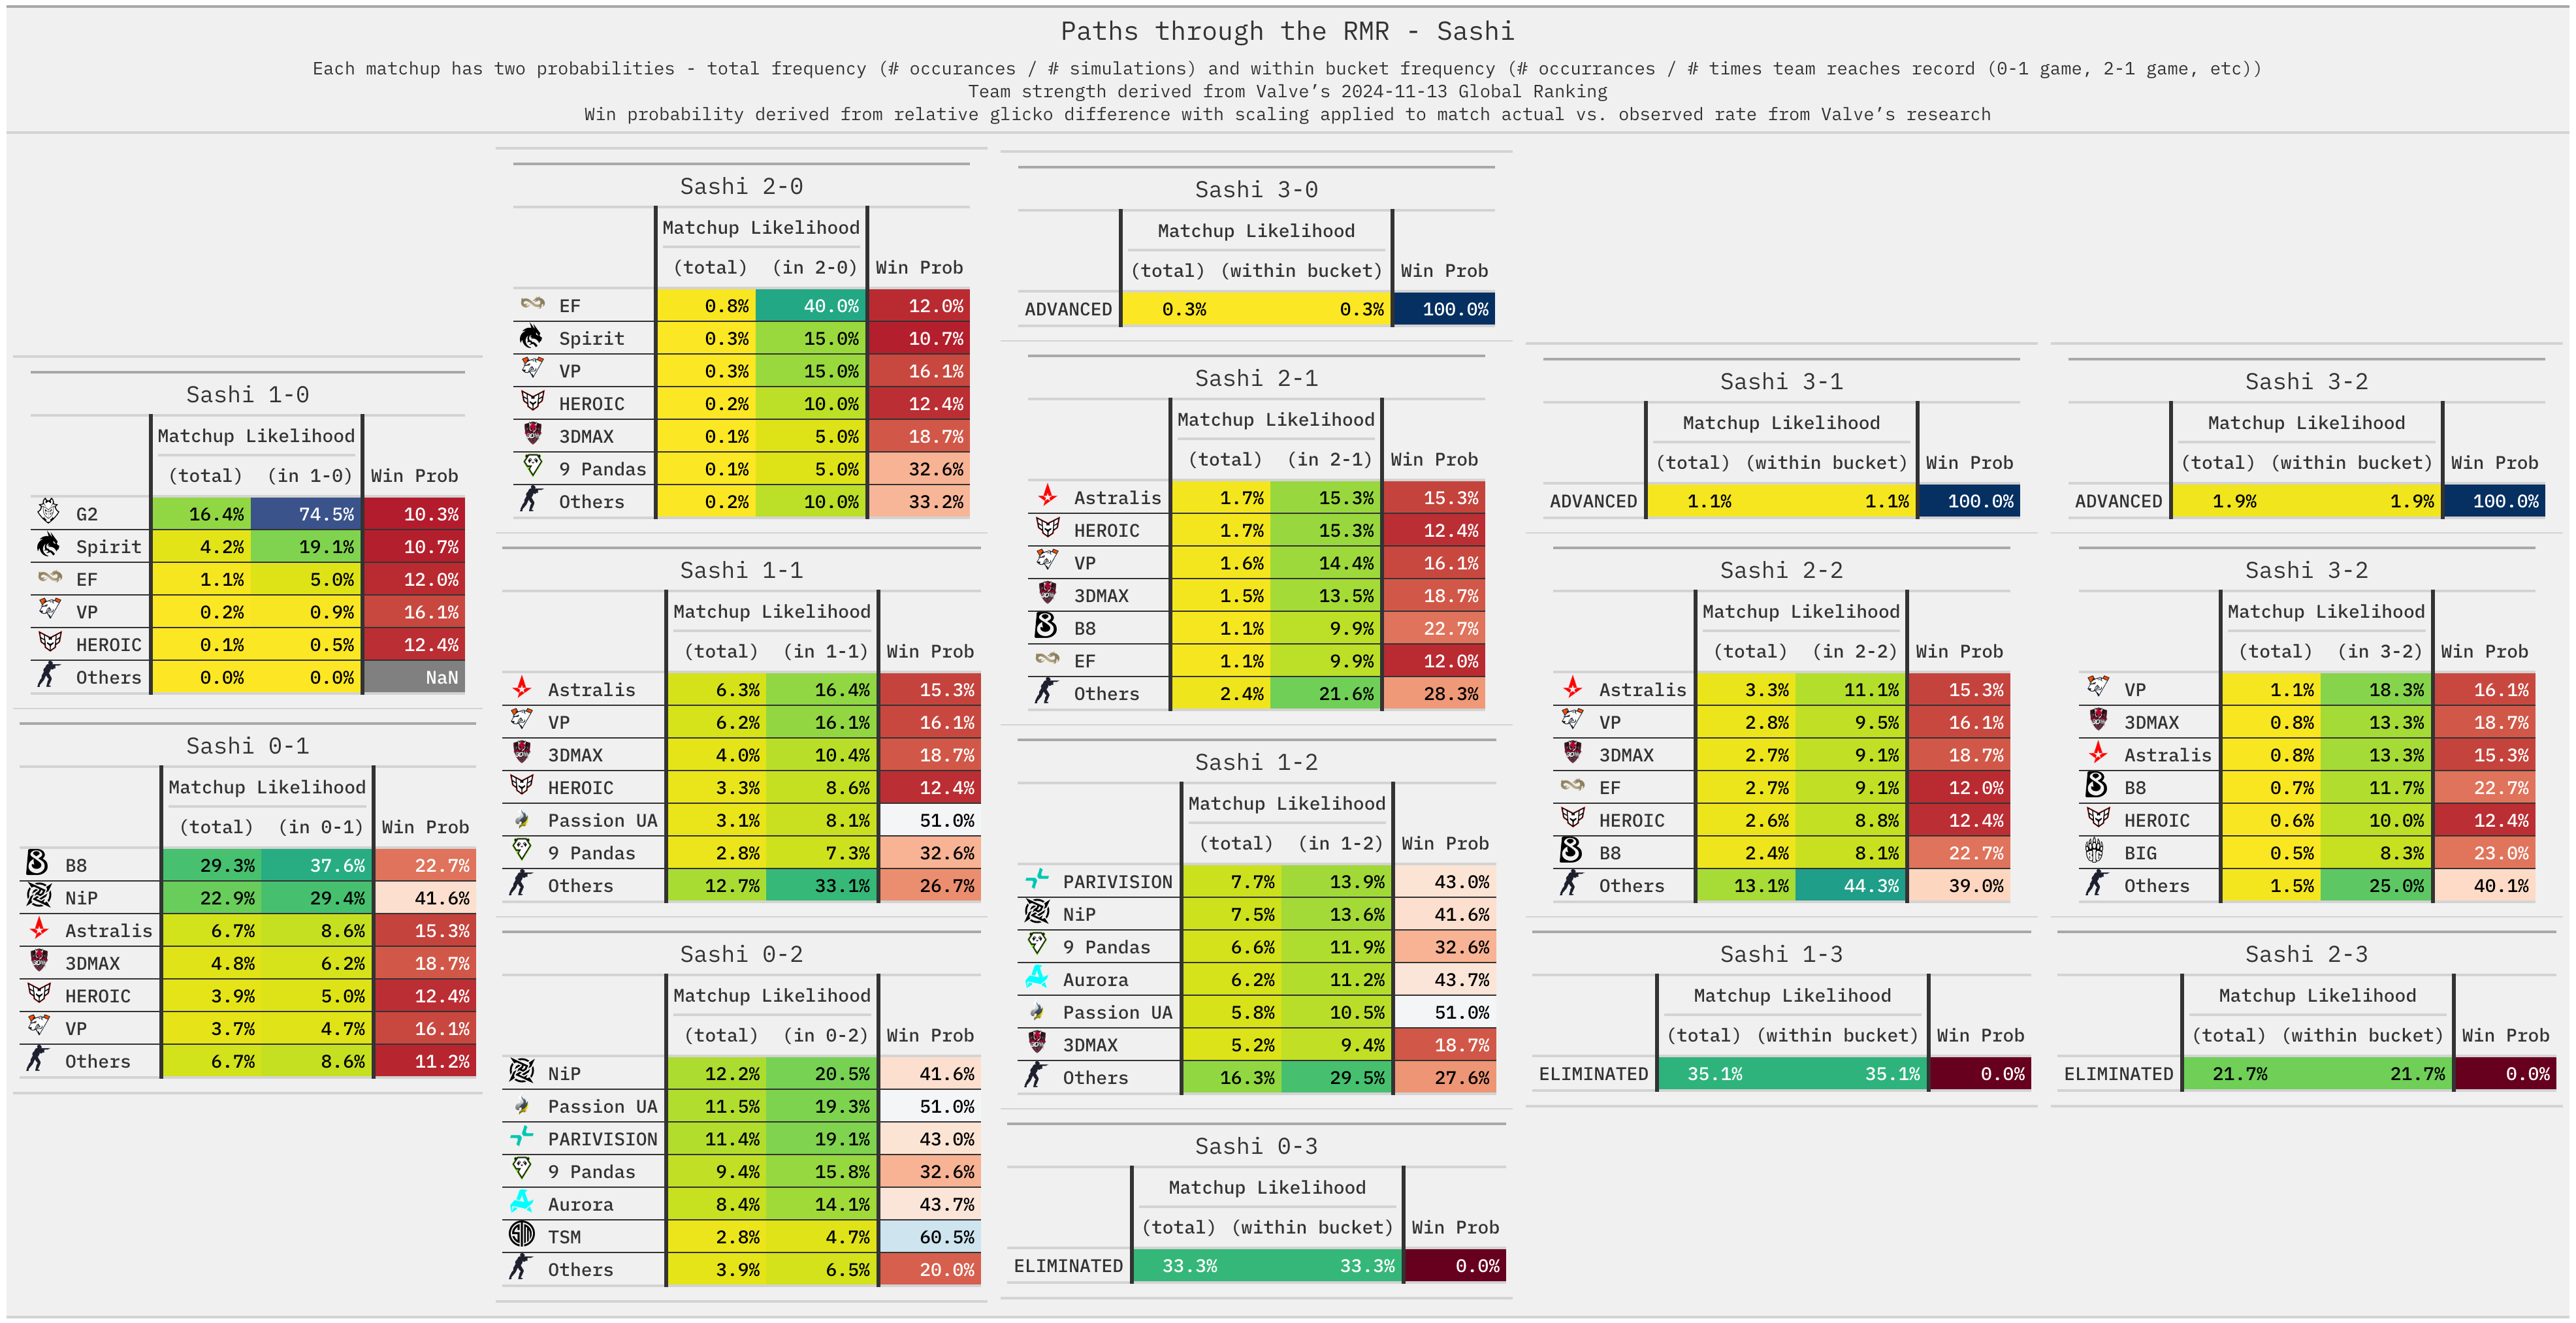 Paths through the RMR - Sashi
Each matchup has two probabilities - total frequency (# occurances / # simulations) and within bucket frequency (# occurrances / # times team reaches record (0-1 game, 2-1 game, etc))
Team strength derived from Valve's 2024-11-13 Global Ranking
Win probability derived from relative glicko difference with scaling applied to match actual vs. observed rate from Valve's research
Sashi 1-0
Matchup Likelihood
(total) (in 1-0) Win Prob
G2 16.4% 74.5% 10.3%
Spirit 4.2% 19.1% 10.7%
EF 1.1% 5.0% 12.0%
VP 0.2% 0.9% 16.1%
HEROIC 0.1% 0.5% 12.4%
Others 0.0% 0.0% NaN
Sashi 0-1
Matchup Likelihood
(total) (in 0-1) Win Prob
B8 29.3% 37.6% 22.7%
NiP 22.9% 29.4% 41.6%
Astralis 6.7% 8.6% 15.3%
3DMAX 4.8% 6.2% 18.7%
HEROIC 3.9% 5.0% 12.4%
VP 3.7% 4.7% 16.1%
Others 6.7% 8.6% 11.2%
Sashi 2-0
Matchup Likelihood
(total) (in 2-0) Win Prob
EF 0.8% 40.0% 12.0%
Spirit 0.3% 15.0% 10.7%
VP 0.3% 15.0% 16.1%
HEROIC 0.2% 10.0% 12.4%
3DMAX 0.1% 5.0% 18.7%
9 Pandas 0.1% 5.0% 32.6%
Others 0.2% 10.0% 33.2%
Sashi 1-1
Matchup Likelihood
(total) (in 1-1) Win Prob
Astralis 6.3% 16.4% 15.3%
VP 6.2% 16.1% 16.1%
3DMAX 4.0% 10.4% 18.7%
HEROIC 3.3% 8.6% 12.4%
Passion UA 3.1% 8.1% 51.0%
9 Pandas 2.8% 7.3% 32.6%
Others 12.7% 33.1% 26.7%
Sashi 0-2
Matchup Likelihood
(total) (in 0-2) Win Prob
NiP 12.2% 20.5% 41.6%
Passion UA 11.5% 19.3% 51.0%
PARIVISION 11.4% 19.1% 43.0%
9 Pandas 9.4% 15.8% 32.6%
Aurora 8.4% 14.1% 43.7%
TSM 2.8% 4.7% 60.5%
Others 3.9% 6.5% 20.0%
Sashi 3-0
Matchup Likelihood
(total) (within bucket) Win Prob
ADVANCED 0.3% 0.3% 100.0%
Sashi 2-1
Matchup Likelihood
(total) (in 2-1) Win Prob
Astralis 1.7% 15.3% 15.3%
HEROIC 1.7% 15.3% 12.4%
VP 1.6% 14.4% 16.1%
3DMAX 1.5% 13.5% 18.7%
B8 1.1% 9.9% 22.7%
EF 1.1% 9.9% 12.0%
Others 2.4% 21.6% 28.3%
Sashi 1-2
Matchup Likelihood
(total) (in 1-2) Win Prob
PARIVISION 7.7% 13.9% 43.0%
NiP 7.5% 13.6% 41.6%
9 Pandas 6.6% 11.9% 32.6%
Aurora 6.2% 11.2% 43.7%
Passion UA 5.8% 10.5% 51.0%
3DMAX 5.2% 9.4% 18.7%
Others 16.3% 29.5% 27.6%
Sashi 0-3
Matchup Likelihood
(total) (within bucket) Win Prob
ELIMINATED 33.3% 33.3% 0.0%
Sashi 3-1
Matchup Likelihood
(total) (within bucket) Win Prob
ADVANCED 1.1% 1.1% 100.0%
Sashi 2-2
Matchup Likelihood
(total) (in 2-2) Win Prob
Astralis 3.3% 11.1% 15.3%
VP 2.8% 9.5% 16.1%
3DMAX 2.7% 9.1% 18.7%
EF 2.7% 9.1% 12.0%
HEROIC 2.6% 8.8% 12.4%
B8 2.4% 8.1% 22.7%
Others 13.1% 44.3% 39.0%
Sashi 1-3
Matchup Likelihood
(total) (within bucket) Win Prob
ELIMINATED 35.1% 35.1% 0.0%
Sashi 3-2
Matchup Likelihood
(total) (within bucket) Win Prob
ADVANCED 1.9% 1.9% 100.0%
Sashi 3-2
Matchup Likelihood
(total) (in 3-2) Win Prob
VP 1.1% 18.3% 16.1%
3DMAX 0.8% 13.3% 18.7%
Astralis 0.8% 13.3% 15.3%
B8 0.7% 11.7% 22.7%
HEROIC 0.6% 10.0% 12.4%
BIG 0.5% 8.3% 23.0%
Others 1.5% 25.0% 40.1%
Sashi 2-3
Matchup Likelihood
(total) (within bucket) Win Prob
ELIMINATED 21.7% 21.7% 0.0%